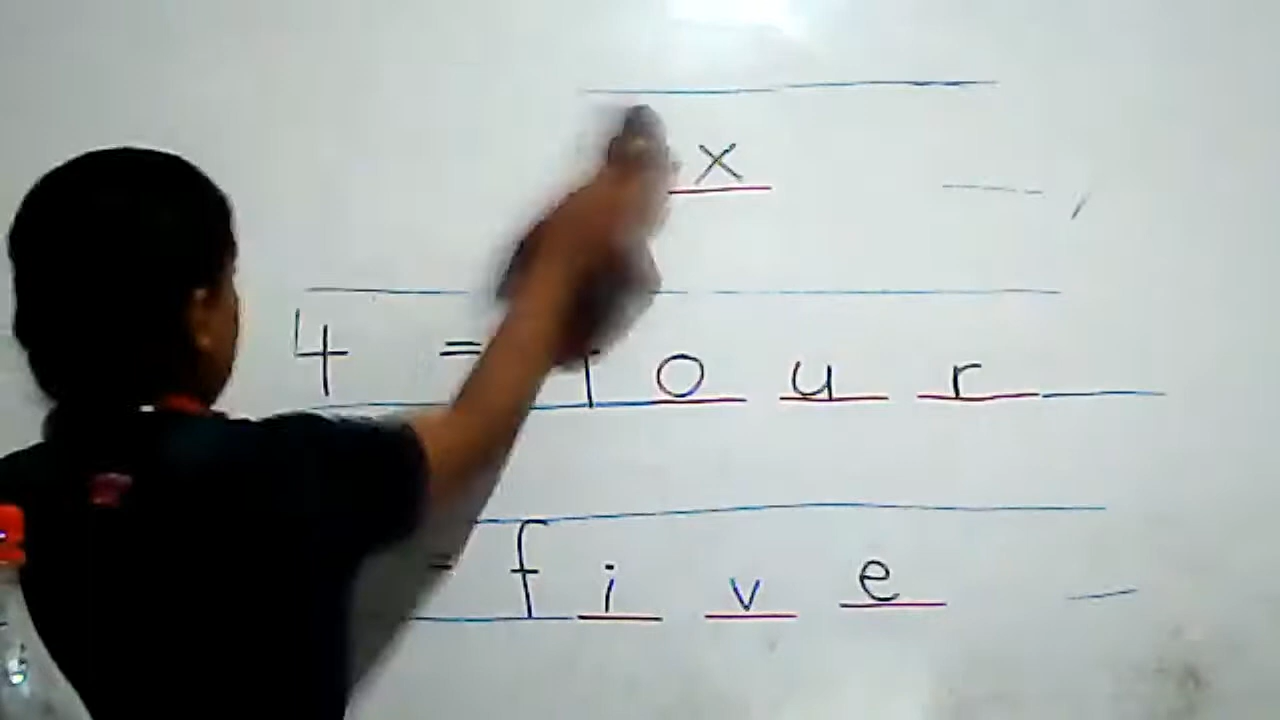 x
4 = four
= five